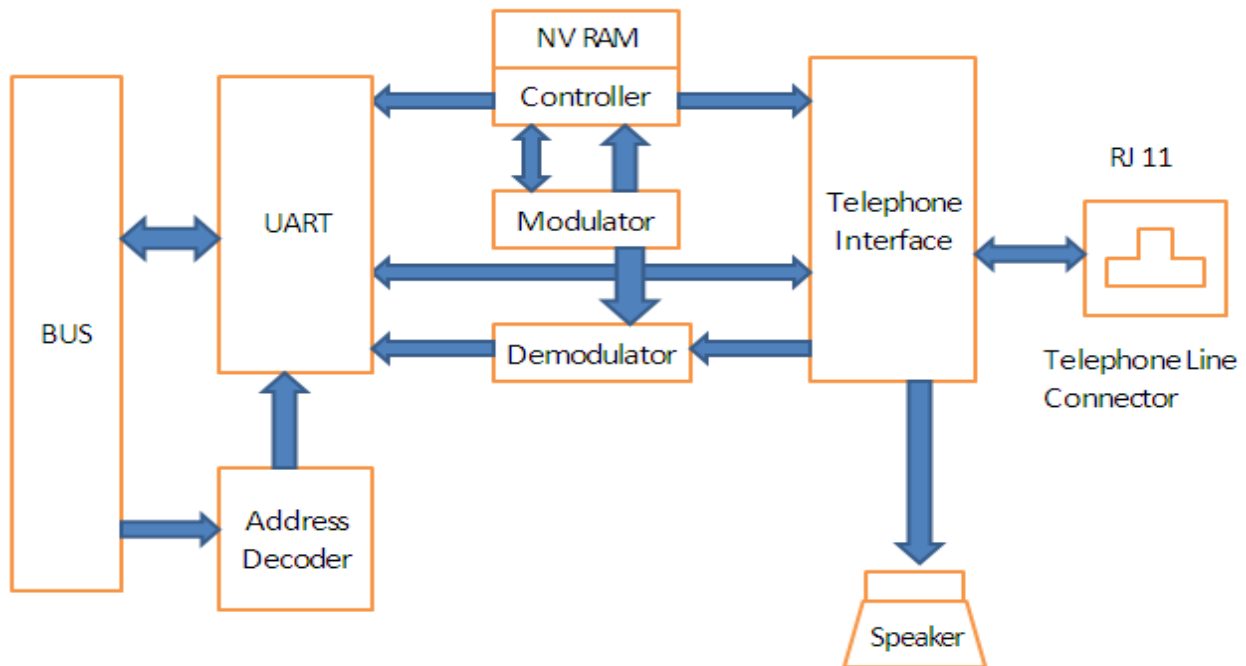 NV RAM
Controller
RJ 11
UART
Modulator
Telephone
Interface
BUS
Demodulator
Telephone Line
Connector
Address
Decoder
Speaker